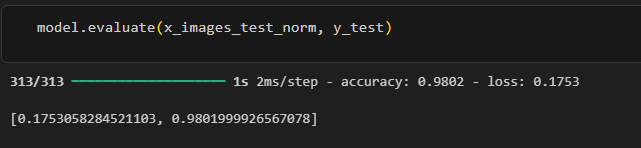 model.evaluate(x_images_test_norm, y_test)
313/313 ━━━━━━━━━━━━━━━━━━━━ 1s 2ms/step - accuracy: 0.9802 - loss: 0.1753
[0.1753058284521103, 0.9801999926567078]